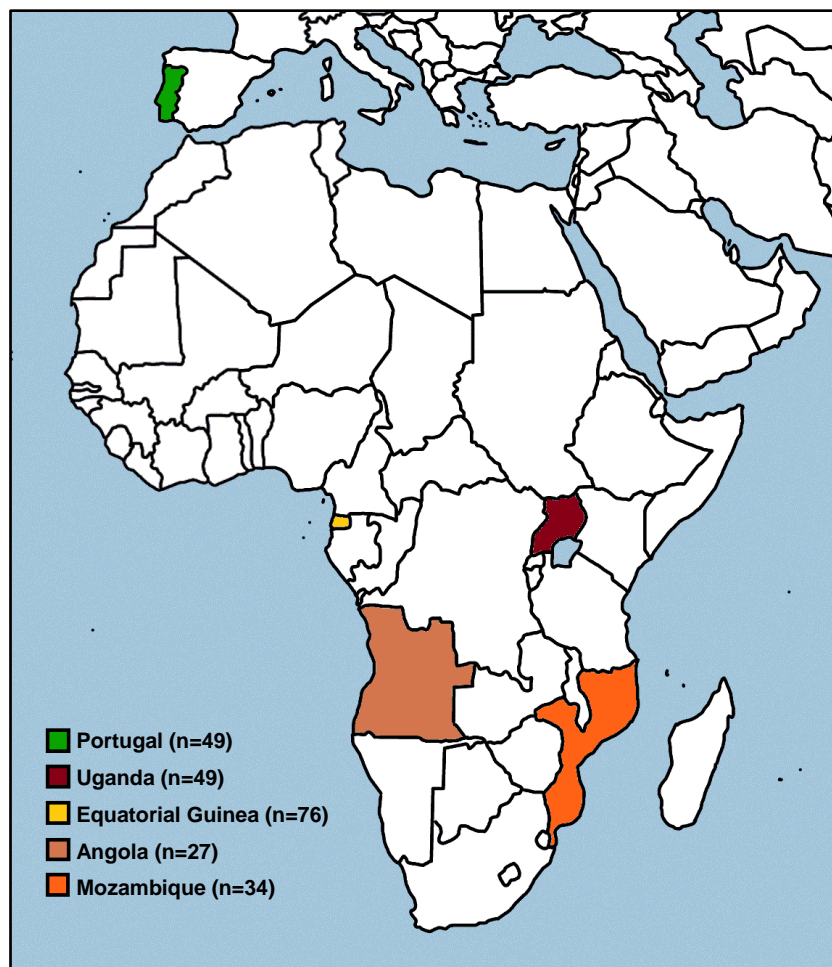 Portugal (n=49)
Uganda (n=49)
Equatorial Guinea (n=76)
Angola (n=27)
Mozambique (n=34)